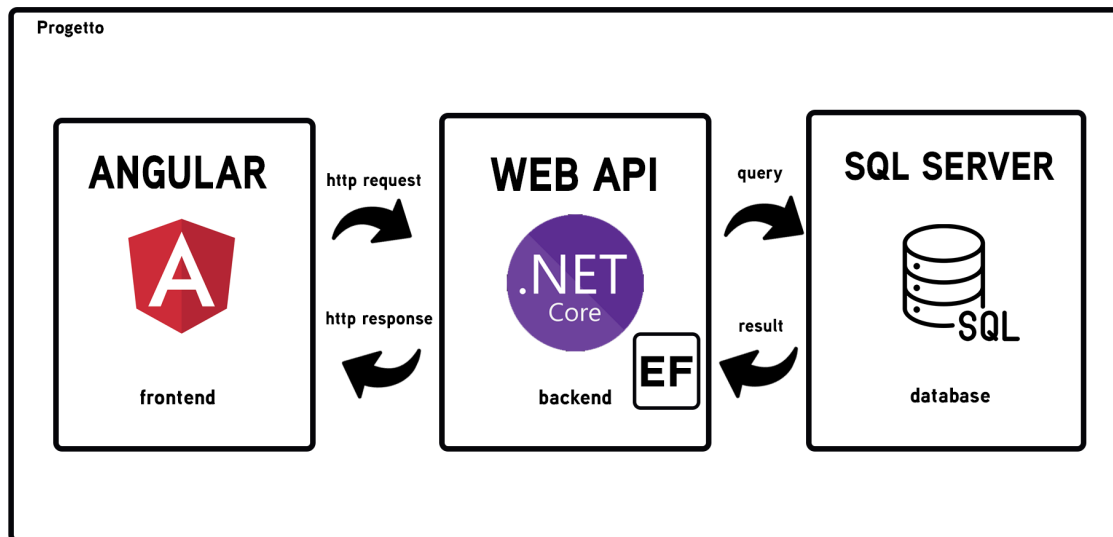 Progetto
ANGULAR
A
frontend
http request
http response
WEB API
.NET
Core
EF
backend
query
result
SQL SERVER
SQL
database